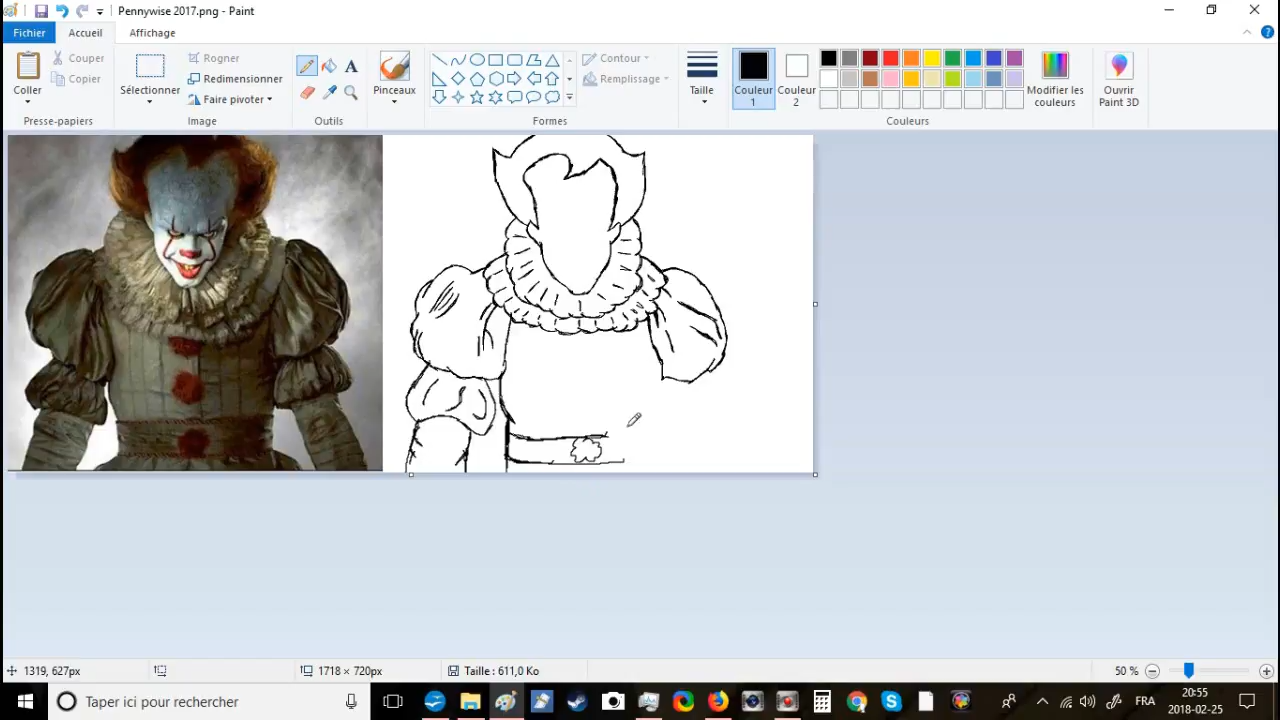 Pennywise 2017.png - Paint
Fichier Accueil Affichage
Coller
Couper
Copier
Presse-papiers
Sélectionner
Rogner
Redimensionner
Faire pivoter
Image
A
Outils
Pinceaux
Contour
Remplissage
Formes
Taille
Couleur
1
Couleur
2
Modifier les
couleurs
Couleurs
Ouvrir
Paint 3D
1319, 627px
1718 × 720px
Taille : 611,0 Ko
50 %
Taper ici pour rechercher
FRA
20:55
2018-02-25